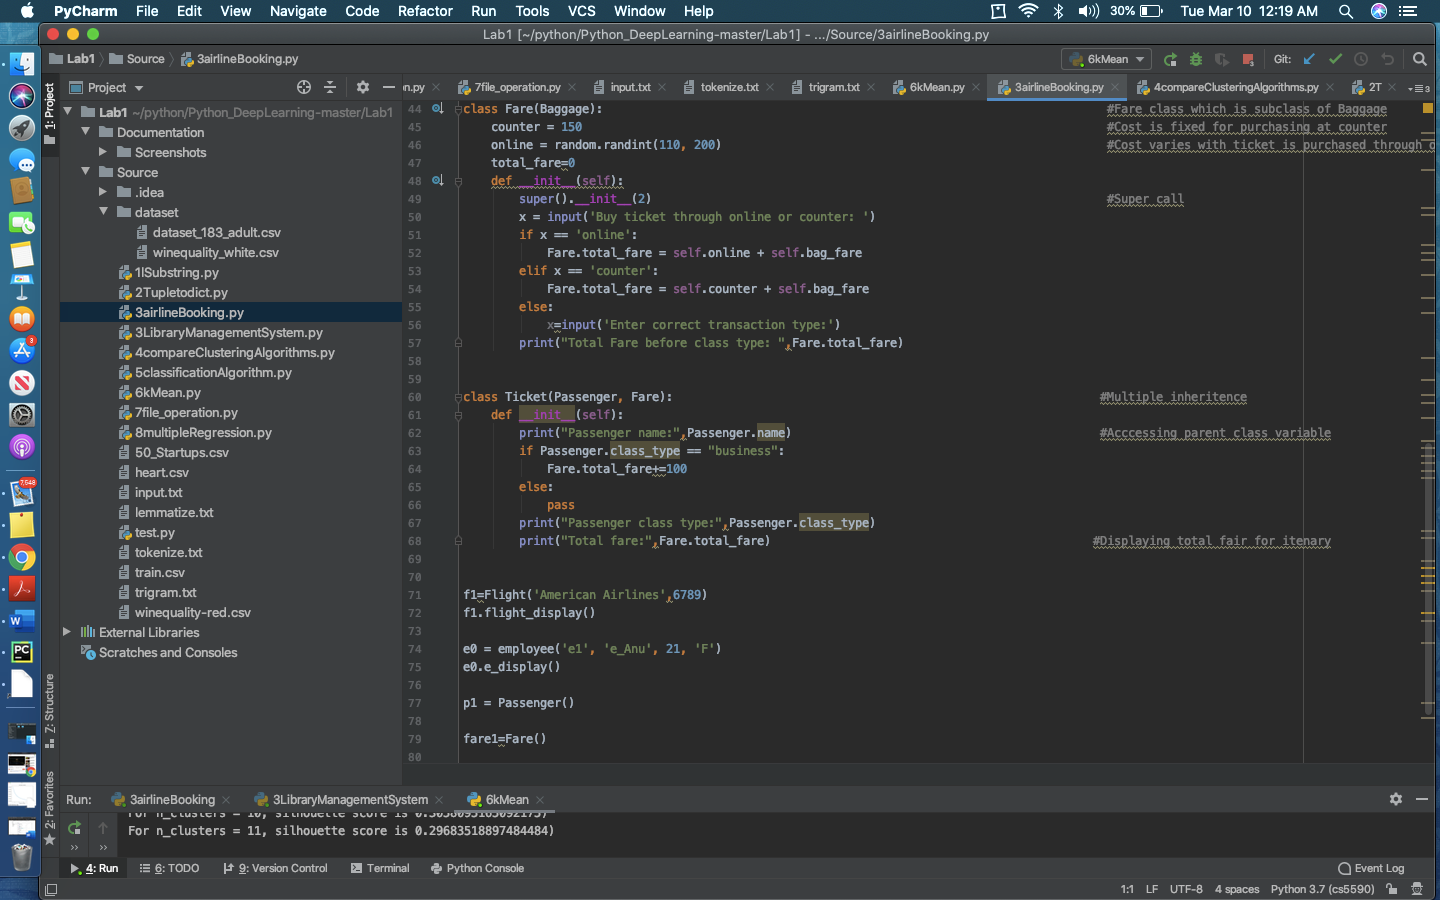 PyCharm File Edit View Navigate Code Refactor Run Tools VCS Window Help 30% Tue Mar 10 12:19 AM
Lab1 [~/python/Python_DeepLearning-master/Lab1] - .../Source/3airlineBooking.py
Lab1 Source 3airlineBooking.py 6kMean Git:
Project n.py 7file_operation.py input.txt tokenize.txt trigram.txt 6kMean.py 3airlineBooking.py 4compareClusteringAlgorithms.py 2T
1: Project
Lab1 ~/python/Python_DeepLearning-master/Lab1
Documentation
Screenshots
Source
.idea
dataset
dataset_183_adult.csv
winequality_white.csv
1lSubstring.py
2Tupletodict.py
3airlineBooking.py
3LibraryManagementSystem.py
4compareClusteringAlgorithms.py
5classificationAlgorithm.py
6kMean.py
7file_operation.py
8multipleRegression.py
50_Startups.csv
heart.csv
input.txt
lemmatize.txt
test.py
tokenize.txt
train.csv
trigram.txt
winequality-red.csv
External Libraries
Scratches and Consoles
44 class Fare(Baggage): #Fare class which is subclass of Baggage
45 counter = 150 #Cost is fixed for purchasing at counter
46 online = random.randint(110, 200) #Cost varies with ticket is purchased through o
47 total_fare=0
48 def __init__(self):
49 super().__init__(2) #Super call
50 x = input('Buy ticket through online or counter: ')
51 if x == 'online':
52 Fare.total_fare = self.online + self.bag_fare
53 elif x == 'counter':
54 Fare.total_fare = self.counter + self.bag_fare
55 else:
56 x=input('Enter correct transaction type:')
57 print("Total Fare before class type: ",Fare.total_fare)
58
59
60 class Ticket(Passenger, Fare): #Multiple inheritence
61 def __init__(self):
62 print("Passenger name:",Passenger.name) #Acccessing parent class variable
63 if Passenger.class_type == "business":
64 Fare.total_fare+=100
65 else:
66 pass
67 print("Passenger class type:",Passenger.class_type)
68 print("Total fare:",Fare.total_fare) #Displaying total fair for itenary
69
70
71 f1=Flight('American Airlines',6789)
72 f1.flight_display()
73
74 e0 = employee('e1', 'e_Anu', 21, 'F')
75 e0.e_display()
76
77 p1 = Passenger()
78
79 fare1=Fare()
80
Z: Structure
2: Favorites
Run: 3airlineBooking 3LibraryManagementSystem 6kMean
For n_clusters = 10, silhouette score is
For n_clusters = 11, silhouette score is 0.29683518897484484)
4: Run 6: TODO 9: Version Control Terminal Python Console Event Log
1:1 LF UTF-8 4 spaces Python 3.7 (cs5590)
3
7,548